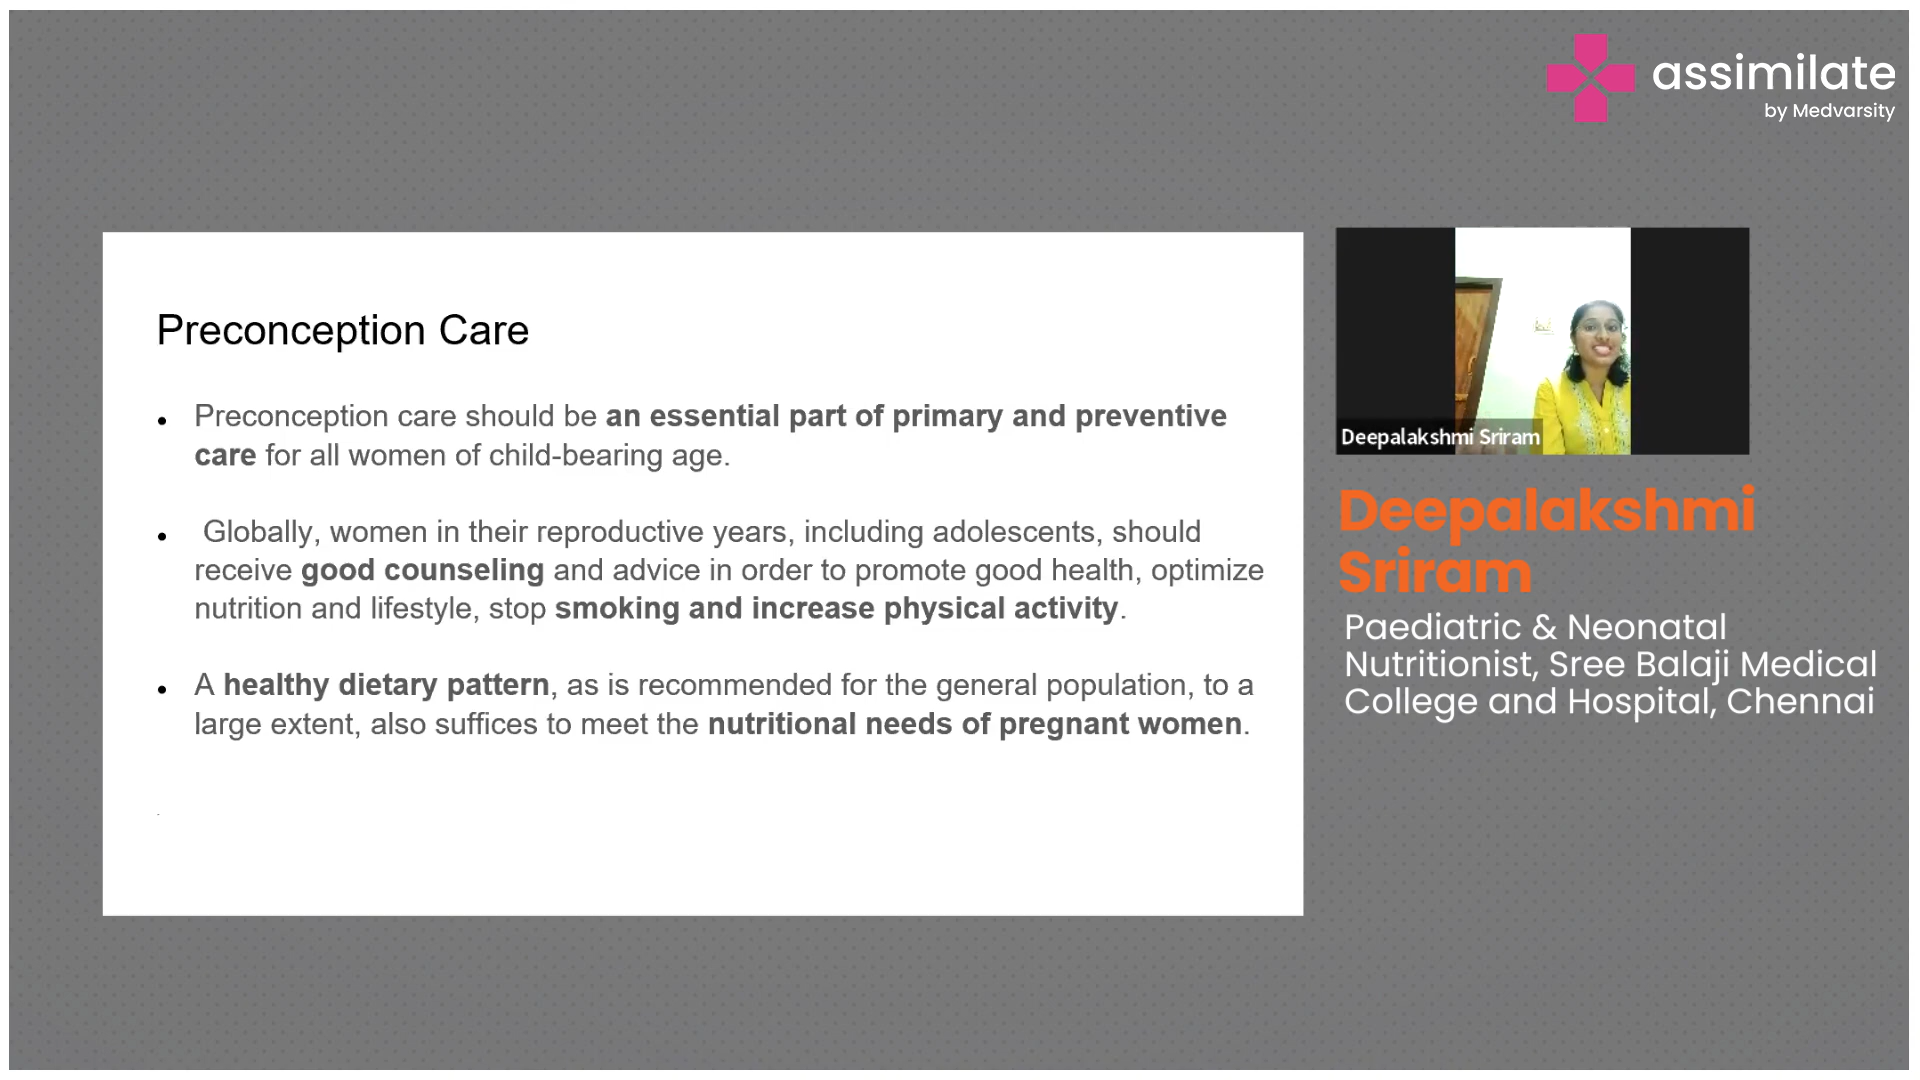 assimilate
by Medvarsity
Preconception Care
• Preconception care should be an essential part of primary and preventive
care for all women of child-bearing age.
• Globally, women in their reproductive years, including adolescents, should
receive good counseling and advice in order to promote good health, optimize
nutrition and lifestyle, stop smoking and increase physical activity.
• A healthy dietary pattern, as is recommended for the general population, to a
large extent, also suffices to meet the nutritional needs of pregnant women.
.
Deepalakshmi Sriram
Deepalakshmi
Sriram
Paediatric & Neonatal
Nutritionist, Sree Balaji Medical
College and Hospital, Chennai